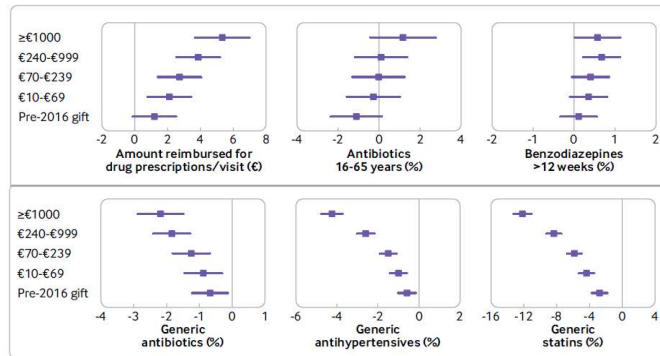 ≥€1000
€240-€999
€70-€239
€10-€69
Pre-2016 gift
-2 0 2 4 6 8
-4 -2 0 2 4
-2 -1 0 1 2
Amount reimbursed for
drug prescriptions/visit (€)
Antibiotics
16-65 years (%)
Benzodiazepines
>12 weeks (%)
≥€1000
€240-€999
€70-€239
€10-€69
Pre-2016 gift
-4 -3 -2 -1 0 1
-6 -4 -2 0 2
-16 -12 -8 -4 0 4
Generic
antibiotics (%)
Generic
antihypertensives (%)
Generic
statins (%)